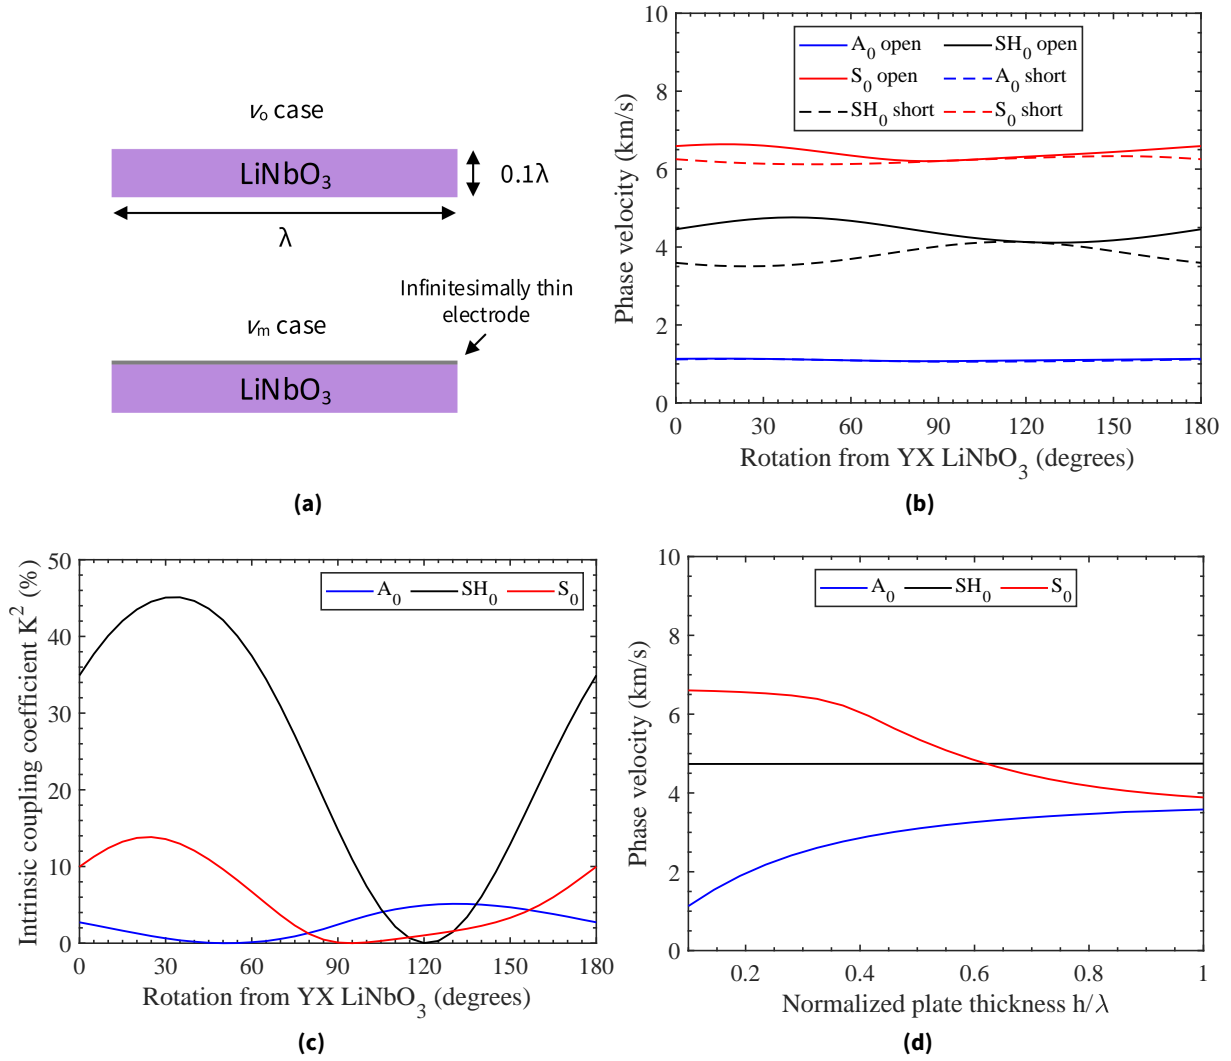 (a)
v₀ case
LiNbO₃
0.1λ
λ
Infinitesimally thin
electrode
vₘ case
LiNbO₃
(b)
Phase velocity (km/s)
10
8
6
4
2
0
A₀ open
SH₀ open
S₀ open
A₀ short
SH₀ short
S₀ short
0 30 60 90 120 150 180
Rotation from YX LiNbO₃ (degrees)
(c)
Intrinsic coupling coefficient K² (%)
50
40
30
20
10
0
A₀ SH₀ S₀
0 30 60 90 120 150 180
Rotation from YX LiNbO₃ (degrees)
(d)
Phase velocity (km/s)
10
8
6
4
2
0
A₀ SH₀ S₀
0.2 0.4 0.6 0.8 1
Normalized plate thickness h/λ